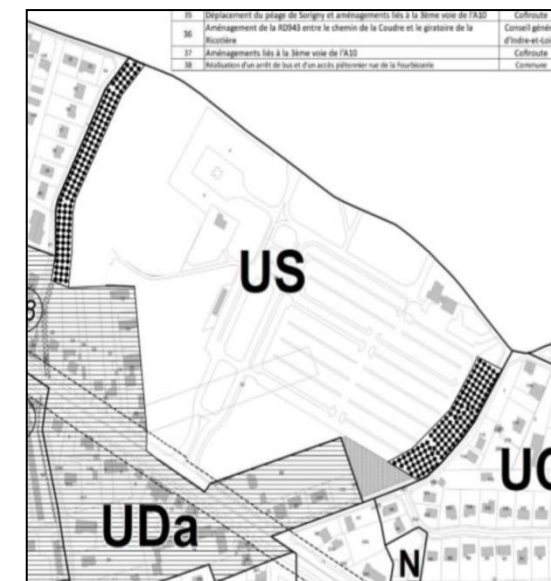 35 Déplacement du péage de Sorigny et aménagements liés à la 3ème voie de l'A10 Cofiroute
36 Aménagement de la RD943 entre le chemin de la Coudre et le giratoire de la Ricotière Conseil génér d'Indre-et-Loi
37 Aménagements liés à la 3ème voie de l'A10 Cofiroute
38 Réalisation d'un arrêt de bus et d'un accès piétonnier rue de la Fourbisserie Commune
US
UDa
N